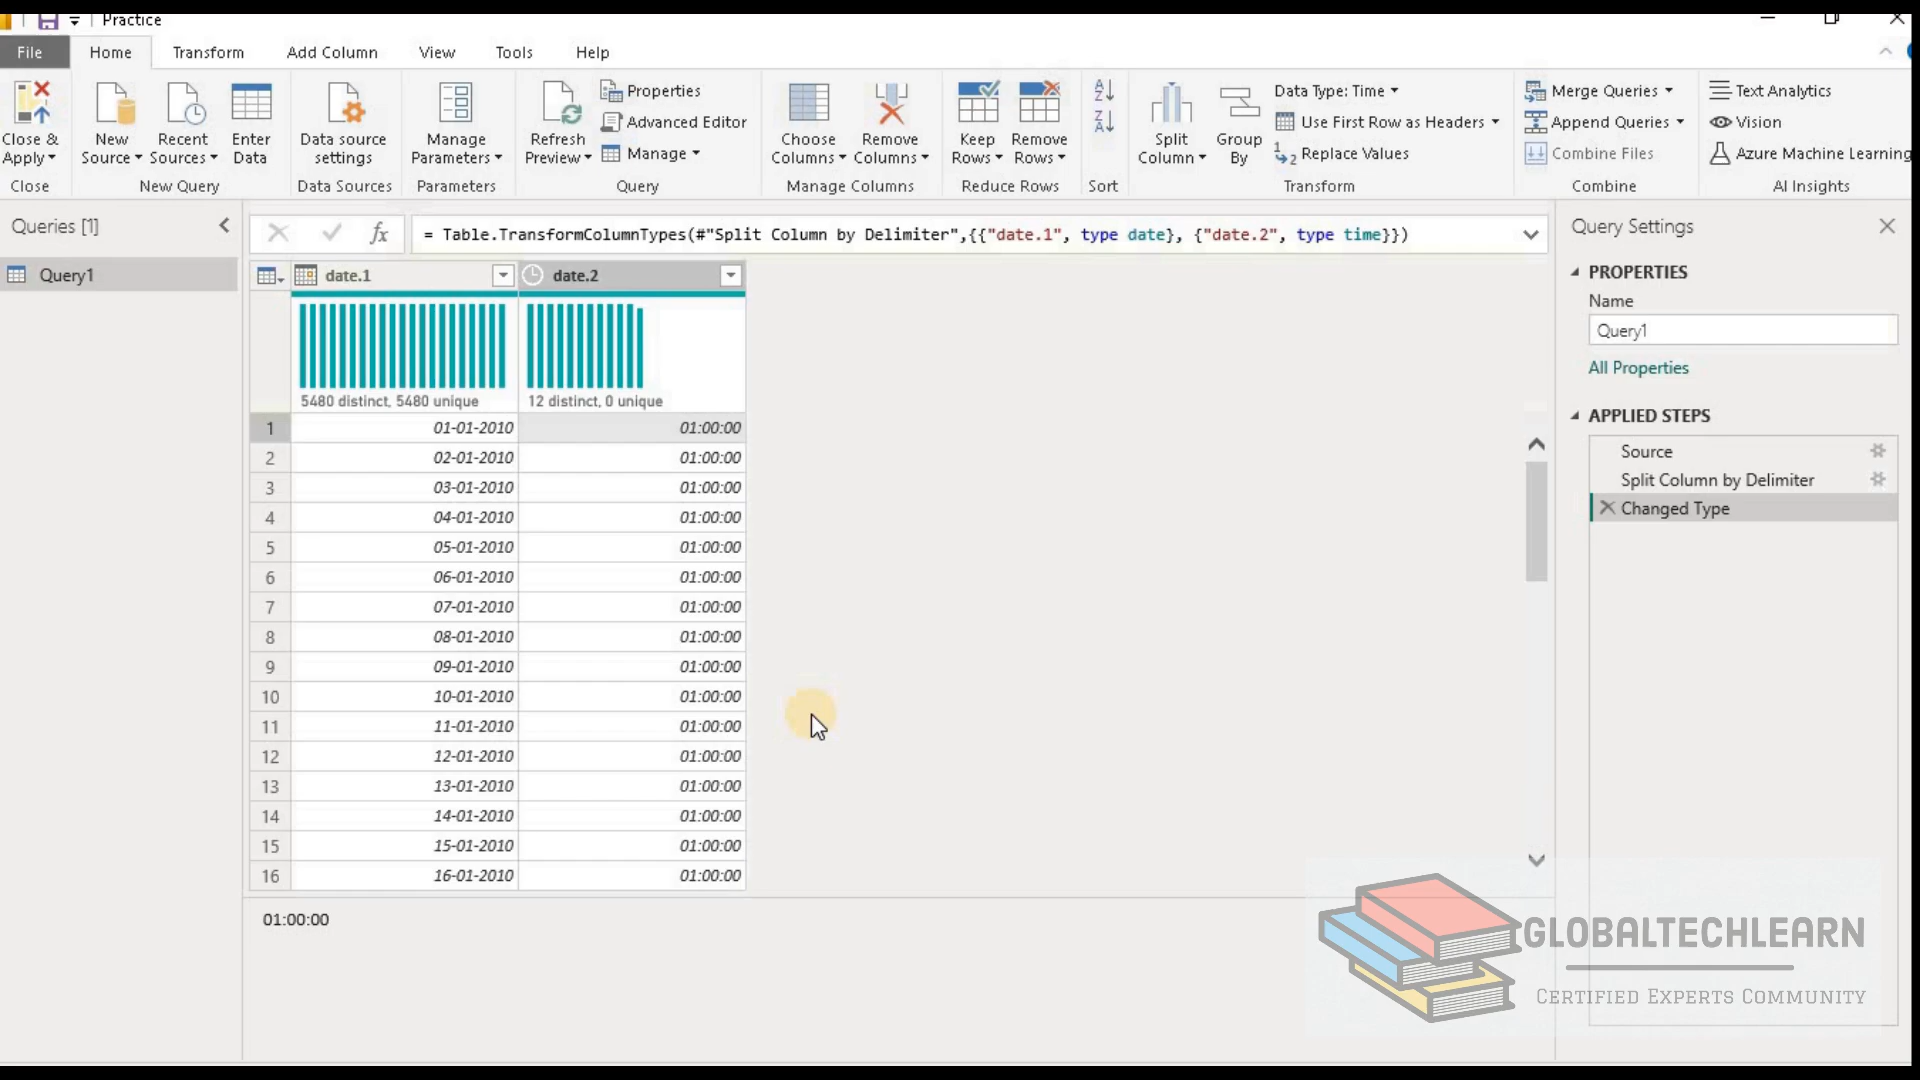 Practice
File Home Transform Add Column View Tools Help
Close & Apply
New Source
Recent Sources
Enter Data
Data source settings
Manage Parameters
Refresh Preview
Properties
Advanced Editor
Manage
Choose Columns
Remove Columns
Keep Rows
Remove Rows
Split Column
Group By
Data Type: Time
Use First Row as Headers
Replace Values
Merge Queries
Append Queries
Combine Files
Text Analytics
Vision
Azure Machine Learning
Close
New Query
Data Sources
Parameters
Query
Manage Columns
Reduce Rows
Sort
Transform
Combine
AI Insights
Queries [1]
Query1
fx = Table.TransformColumnTypes(#"Split Column by Delimiter",{{"date.1", type date}, {"date.2", type time}})
date.1 date.2
5480 distinct, 5480 unique 12 distinct, 0 unique
1 01-01-2010 01:00:00
2 02-01-2010 01:00:00
3 03-01-2010 01:00:00
4 04-01-2010 01:00:00
5 05-01-2010 01:00:00
6 06-01-2010 01:00:00
7 07-01-2010 01:00:00
8 08-01-2010 01:00:00
9 09-01-2010 01:00:00
10 10-01-2010 01:00:00
11 11-01-2010 01:00:00
12 12-01-2010 01:00:00
13 13-01-2010 01:00:00
14 14-01-2010 01:00:00
15 15-01-2010 01:00:00
16 16-01-2010 01:00:00
01:00:00
Query Settings
PROPERTIES
Name
Query1
All Properties
APPLIED STEPS
Source
Split Column by Delimiter
Changed Type
GLOBALTECHLEARN
CERTIFIED EXPERTS COMMUNITY